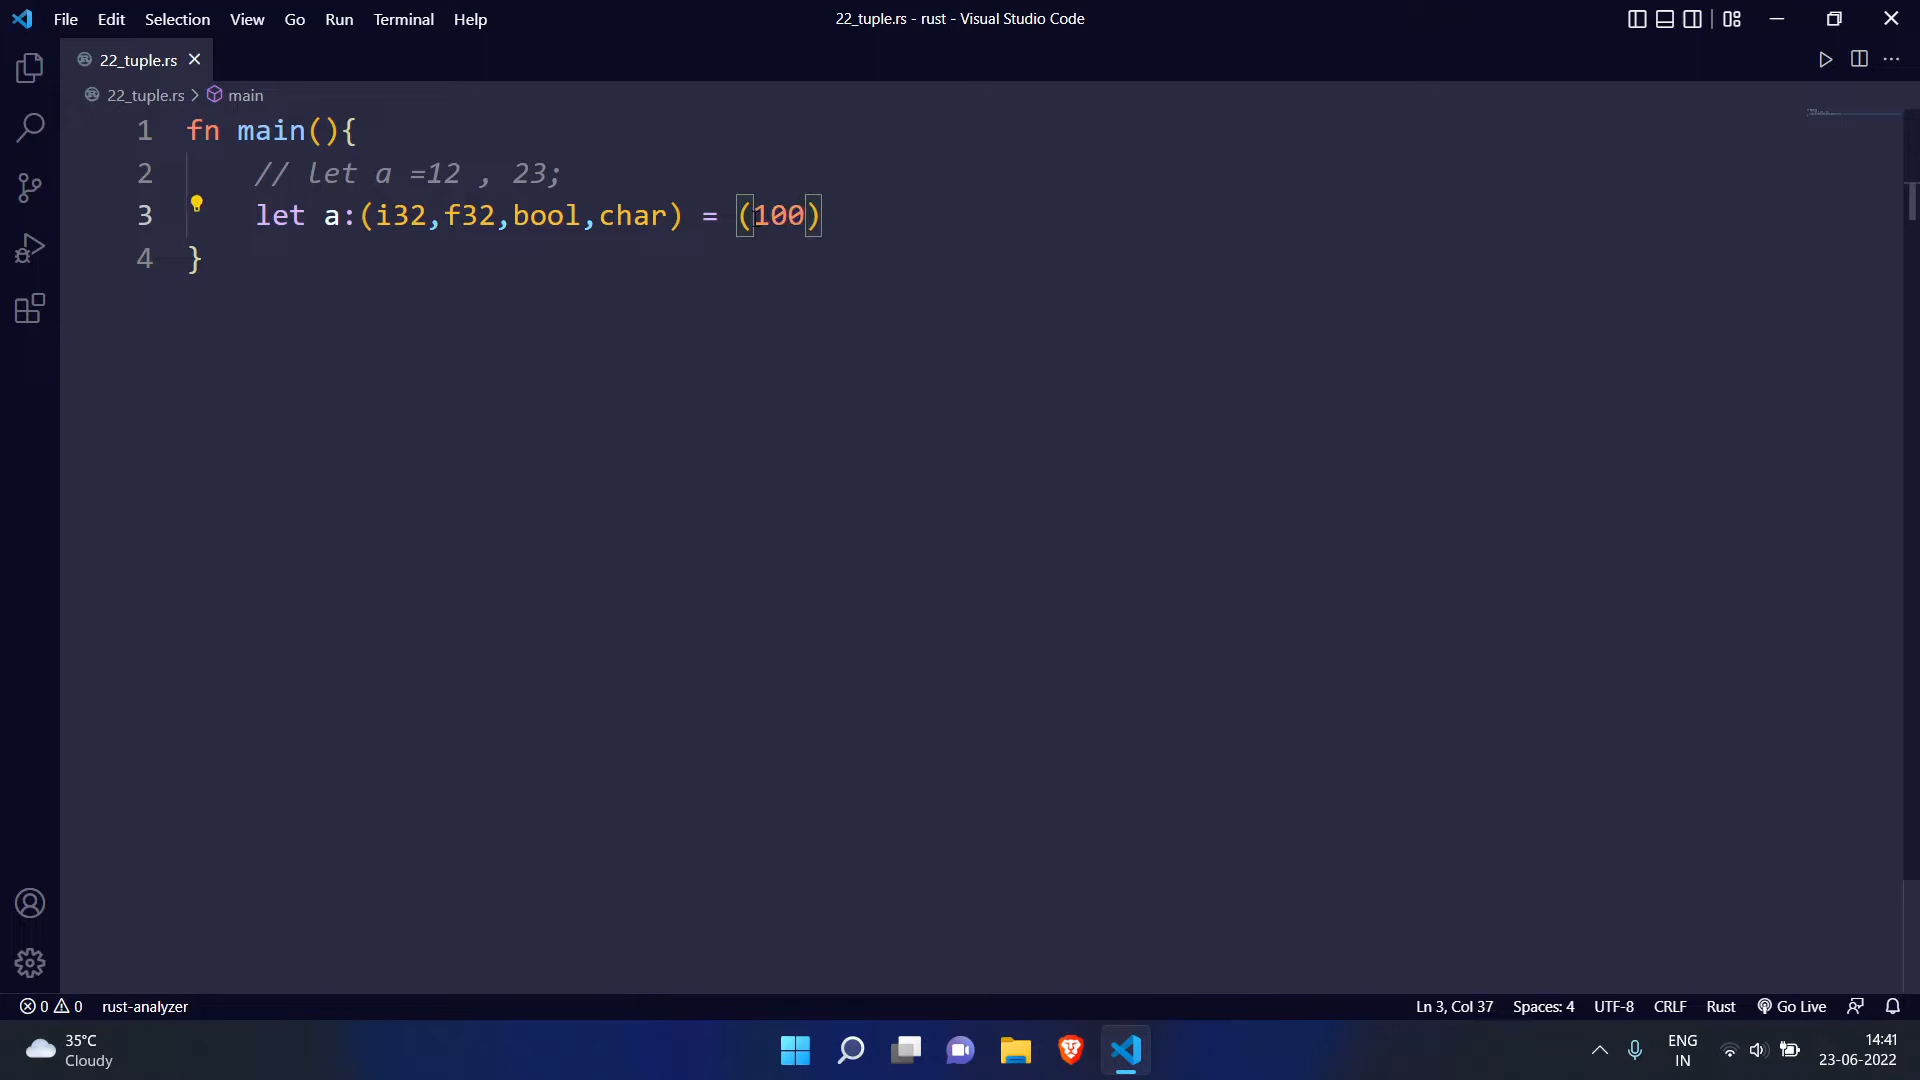 File Edit Selection View Go Run Terminal Help
22_tuple.rs - rust - Visual Studio Code
22_tuple.rs
22_tuple.rs > main
1 fn main(){
2 // let a =12 , 23;
3 let a:(i32,f32,bool,char) = (100)
4 }
0 0 rust-analyzer
Ln 3, Col 37 Spaces: 4 UTF-8 CRLF Rust Go Live
35°C
Cloudy
ENG
IN
14:41
23-06-2022